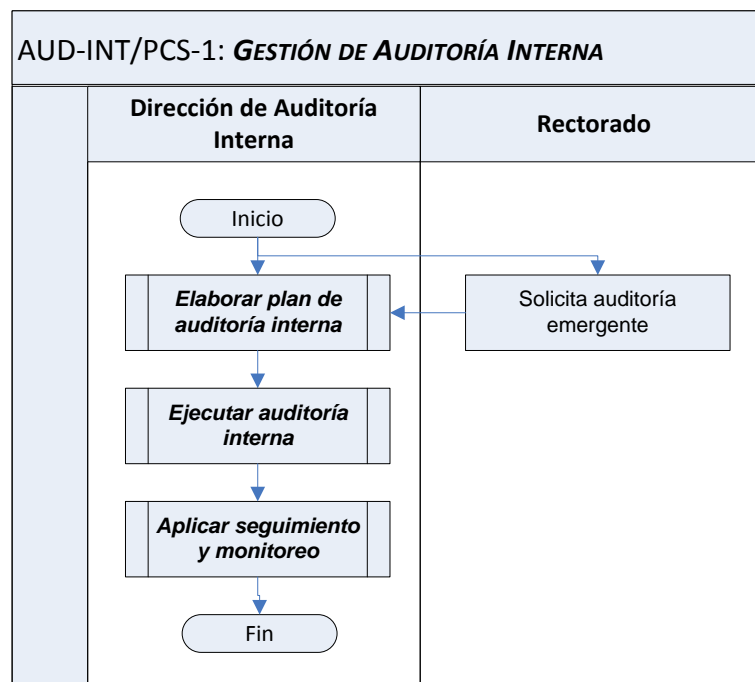 AUD-INT/PCS-1: GESTIÓN DE AUDITORÍA INTERNA
Dirección de Auditoría
Interna
Rectorado
Inicio
Elaborar plan de
auditoría interna
Solicita auditoría
emergente
Ejecutar auditoría
interna
Aplicar seguimiento
y monitoreo
Fin